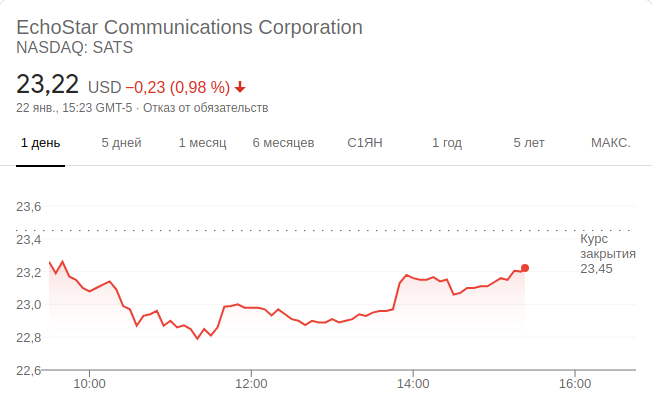 EchoStar Communications Corporation
NASDAQ: SATS
23,22 USD −0,23 (0,98 %)
22 янв., 15:23 GMT-5 · Отказ от обязательств
1 день 5 дней 1 месяц 6 месяцев С1ЯН 1 год 5 лет МАКС.
23,6
23,4
23,2
23,0
22,8
22,6
Курс
закрытия
23,45
10:00 12:00 14:00 16:00